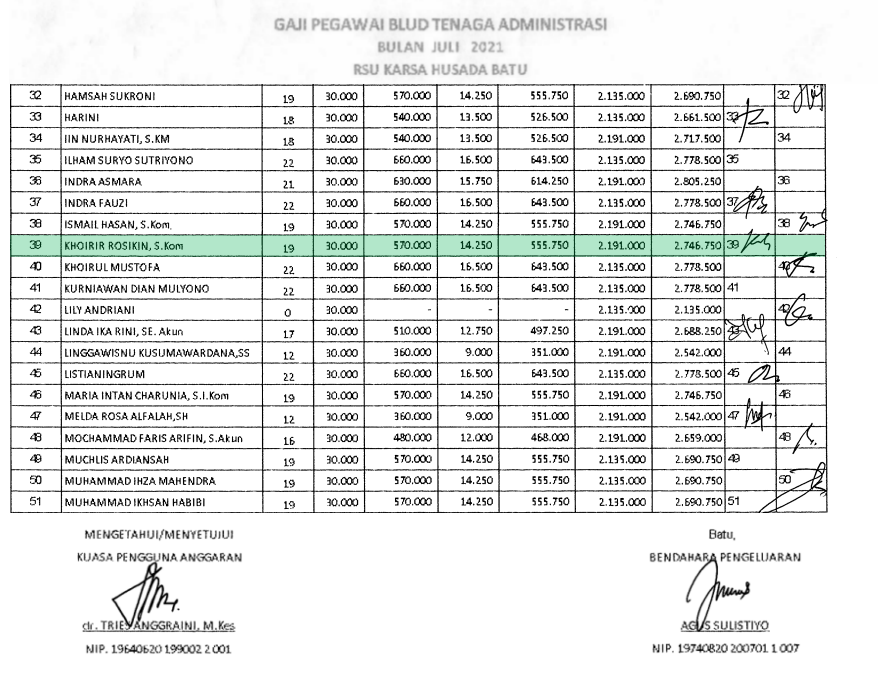 GAJI PEGAWAI BLUD TENAGA ADMINISTRASI
BULAN JULI 2021
RSU KARSA HUSADA BATU
32 HAMSAH SUKRONI 19 30.000 570.000 14.250 555.750 2.135.000 2.690.750 32
33 HARINI 18 30.000 540.000 13.500 526.500 2.135.000 2.661.500 33
34 IIN NURHAYATI, S.KM 18 30.000 540.000 13.500 526.500 2.191.000 2.717.500 34
35 ILHAM SURYO SUTRIYONO 22 30.000 660.000 16.500 643.500 2.135.000 2.778.500 35
36 INDRA ASMARA 21 30.000 630.000 15.750 614.250 2.191.000 2.805.250 36
37 INDRA FAUZI 22 30.000 660.000 16.500 643.500 2.135.000 2.778.500 37
38 ISMAIL HASAN, S.Kom. 19 30.000 570.000 14.250 555.750 2.191.000 2.746.750 38
39 KHOIRIR ROSIKIN, S.Kom 19 30.000 570.000 14.250 555.750 2.191.000 2.746.750 39
40 KHOIRUL MUSTOFA 22 30.000 660.000 16.500 643.500 2.135.000 2.778.500 40
41 KURNIAWAN DIAN MULYONO 22 30.000 660.000 16.500 643.500 2.135.000 2.778.500 41
42 LILY ANDRIANI 0 30.000 - - - 2.135.000 2.135.000 42
43 LINDA IKA RINI, SE. Akun 17 30.000 510.000 12.750 497.250 2.191.000 2.688.250 43
44 LINGGAWISNU KUSUMAWARDANA,SS 12 30.000 360.000 9.000 351.000 2.191.000 2.542.000 44
45 LISTIANINGRUM 22 30.000 660.000 16.500 643.500 2.135.000 2.778.500 45
46 MARIA INTAN CHARUNIA, S.I.Kom 19 30.000 570.000 14.250 555.750 2.191.000 2.746.750 46
47 MELDA ROSA ALFALAH,SH 12 30.000 360.000 9.000 351.000 2.191.000 2.542.000 47
48 MOCHAMMAD FARIS ARIFIN, S.Akun 16 30.000 480.000 12.000 468.000 2.191.000 2.659.000 48
49 MUCHLIS ARDIANSAH 19 30.000 570.000 14.250 555.750 2.135.000 2.690.750 49
50 MUHAMMAD IHZA MAHENDRA 19 30.000 570.000 14.250 555.750 2.135.000 2.690.750 50
51 MUHAMMAD IKHSAN HABIBI 19 30.000 570.000 14.250 555.750 2.135.000 2.690.750 51
MENGETAHUI/MENYETUJUI
KUASA PENGGUNA ANGGARAN
dr. TRIES ANGGRAINI, M.Kes
NIP. 19640620 199002 2 001
Batu,
BENDAHARA PENGELUARAN
AGUS SULISTIYO
NIP. 19740820 200701 1 007